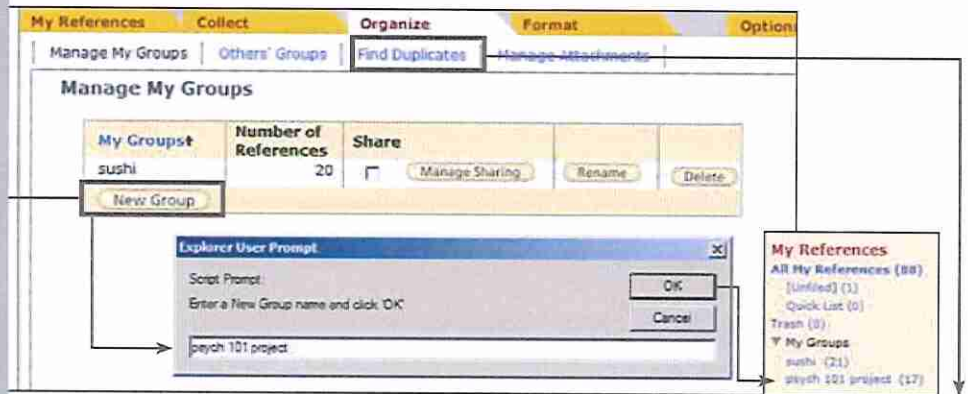 My References Collect Organize Format Options
Manage My Groups Others' Groups Find Duplicates Manage Attachments
Manage My Groups
My Groups Number of References Share
sushi 20 Manage Sharing Rename Delete
New Group
Explorer User Prompt
Script Prompt:
Enter a New Group name and click 'OK'
OK
Cancel
psych 101 project
My References
All My References (88)
[Unfiled] (1)
Quick List (0)
Trash (0)
My Groups
sushi (21)
psych 101 project (17)